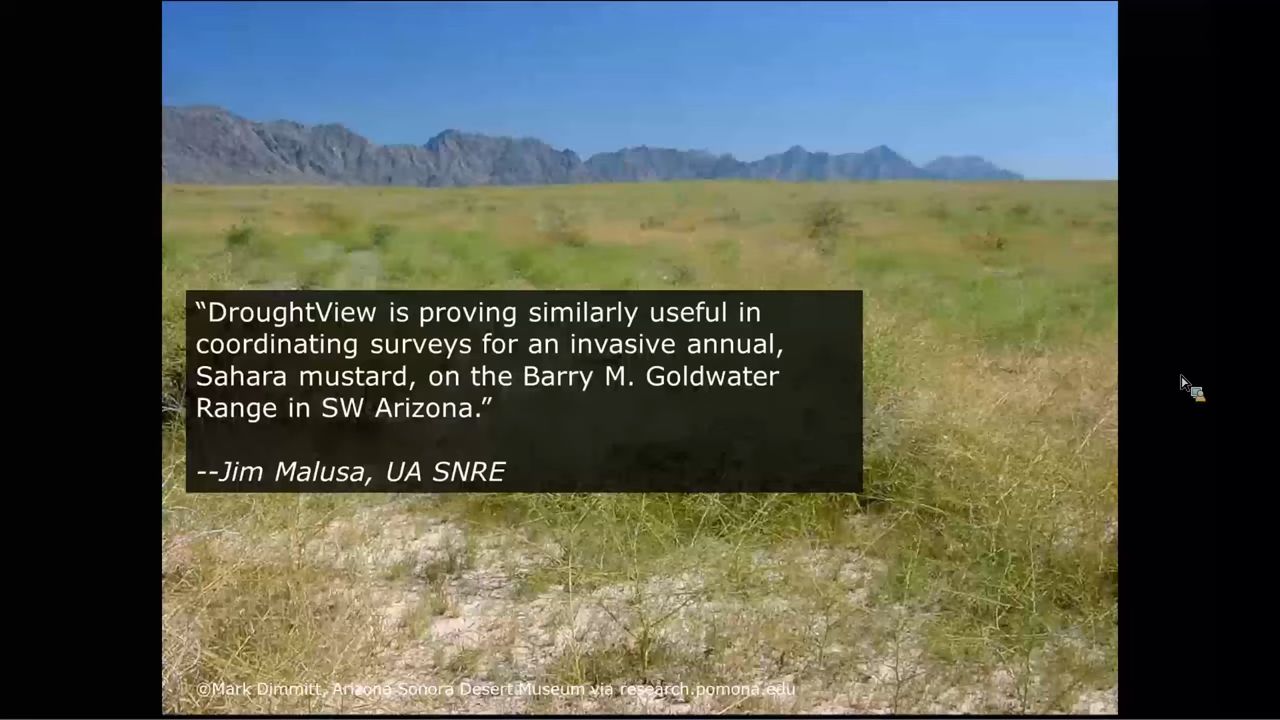 “DroughtView is proving similarly useful in
coordinating surveys for an invasive annual,
Sahara mustard, on the Barry M. Goldwater
Range in SW Arizona.”
--Jim Malusa, UA SNRE
©Mark Dimmitt, Arizona Sonora Desert Museum via research.pomona.edu